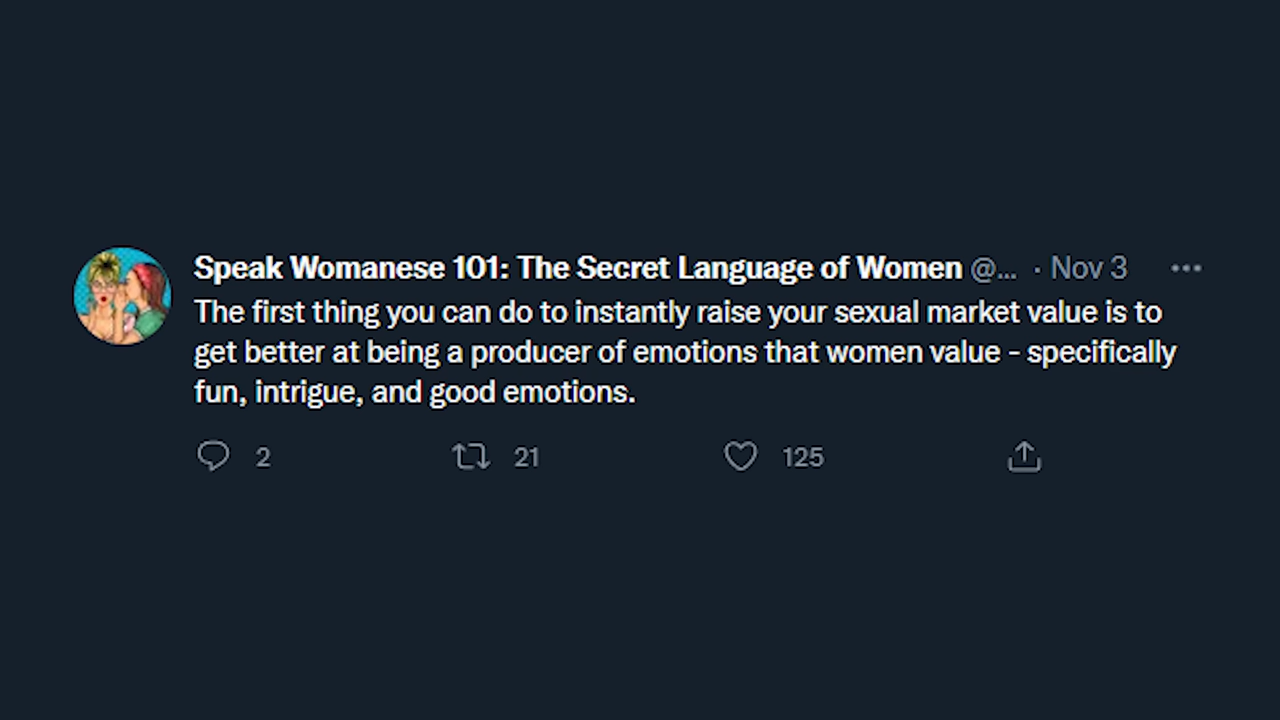 Speak Womanese 101: The Secret Language of Women @... · Nov 3
The first thing you can do to instantly raise your sexual market value is to
get better at being a producer of emotions that women value - specifically
fun, intrigue, and good emotions.
2 21 125